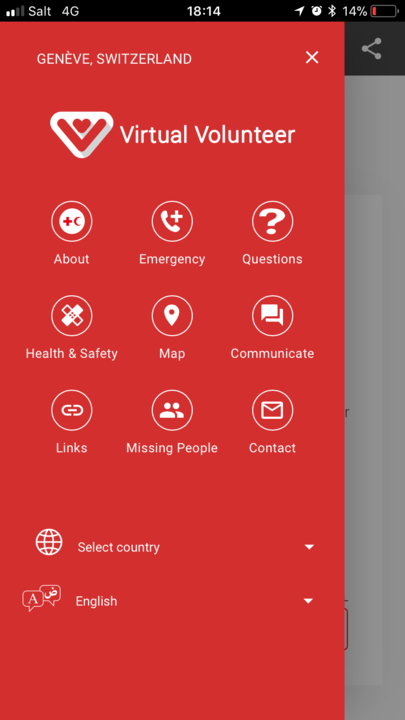 Salt 4G 18:14 14%
GENÈVE, SWITZERLAND
Virtual Volunteer
About Emergency Questions
Health & Safety Map Communicate
Links Missing People Contact
Select country
A ض
English
r